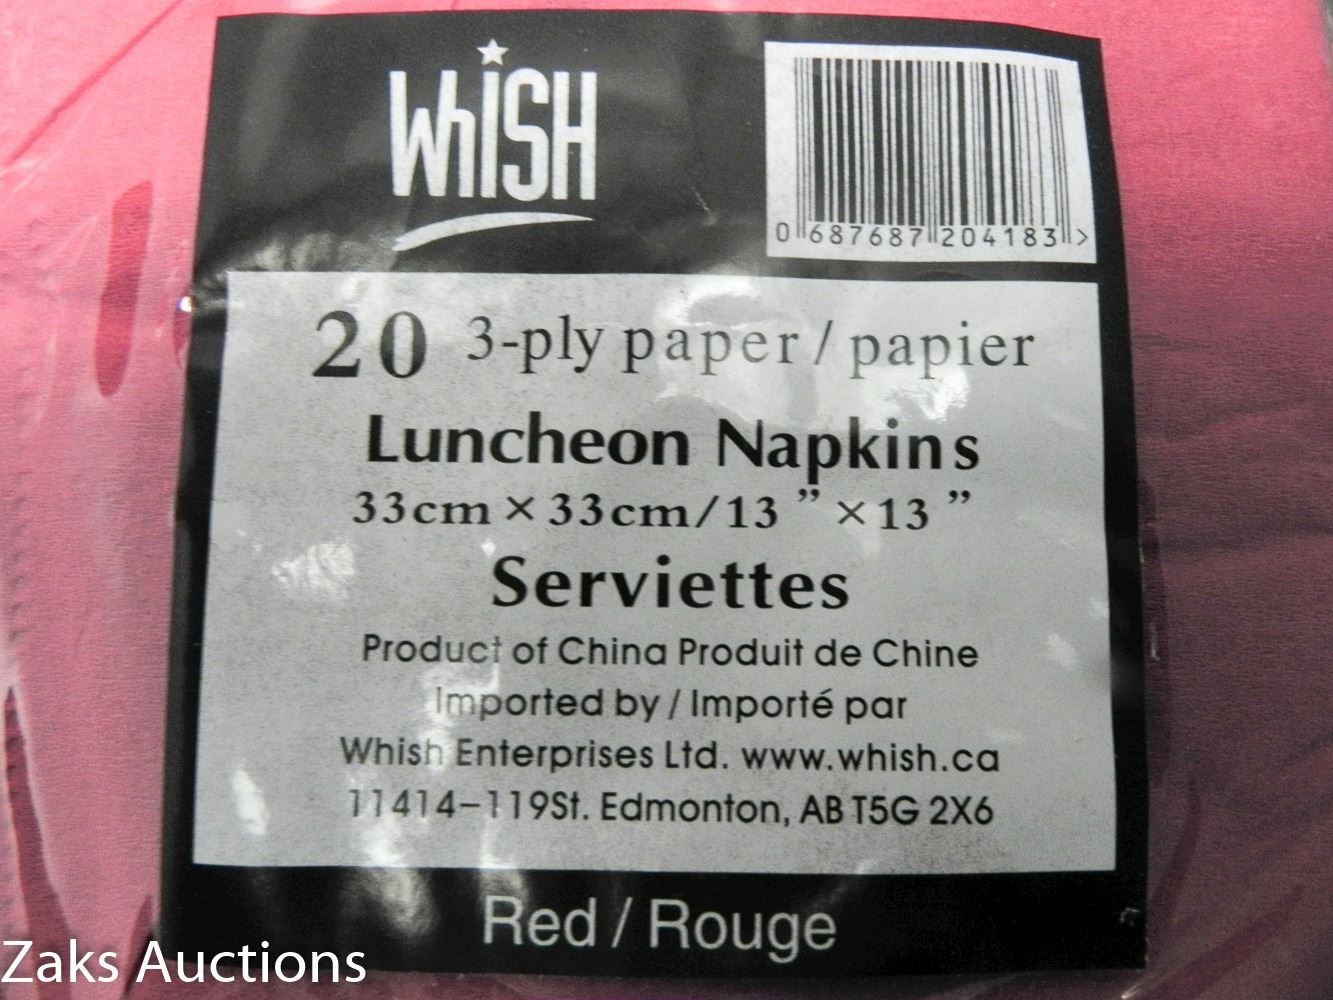 WhiSH
0 687687 204183 >
20 3-ply paper / papier
Luncheon Napkins
33cm × 33cm/13 ” ×13 ”
Serviettes
Product of China Produit de Chine
Imported by / Importé par
Whish Enterprises Ltd. www.whish.ca
11414-119St. Edmonton, AB T5G 2X6
Red / Rouge
Zaks Auctions